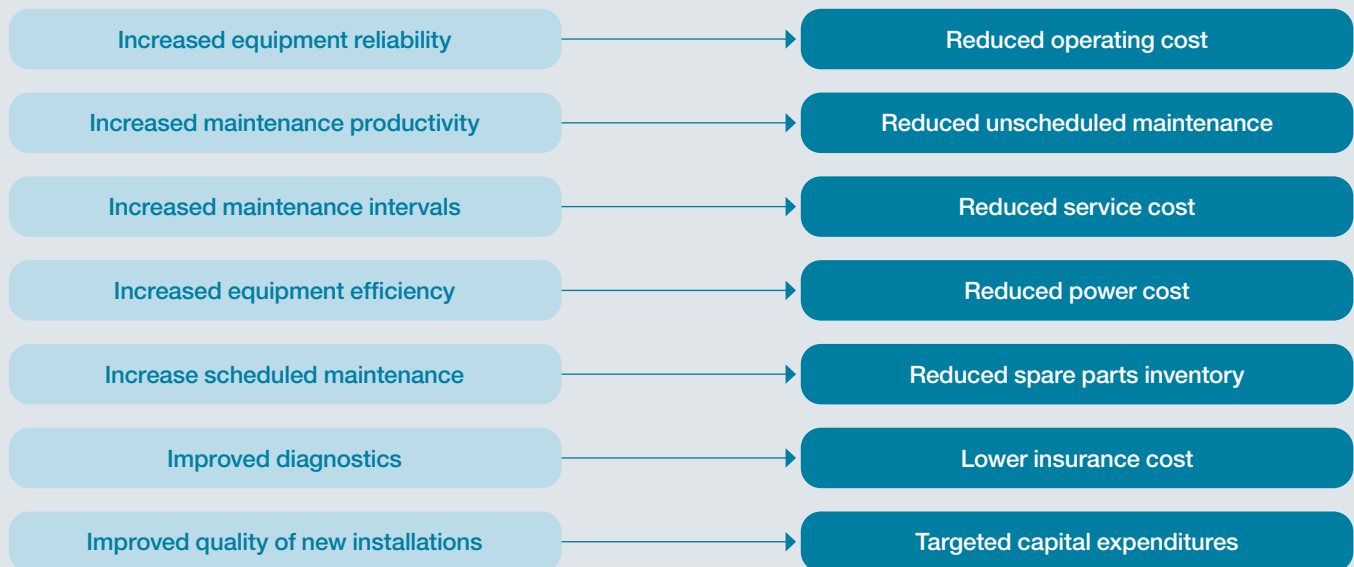 Increased equipment reliability
Reduced operating cost
Increased maintenance productivity
Reduced unscheduled maintenance
Increased maintenance intervals
Reduced service cost
Increased equipment efficiency
Reduced power cost
Increase scheduled maintenance
Reduced spare parts inventory
Improved diagnostics
Lower insurance cost
Improved quality of new installations
Targeted capital expenditures